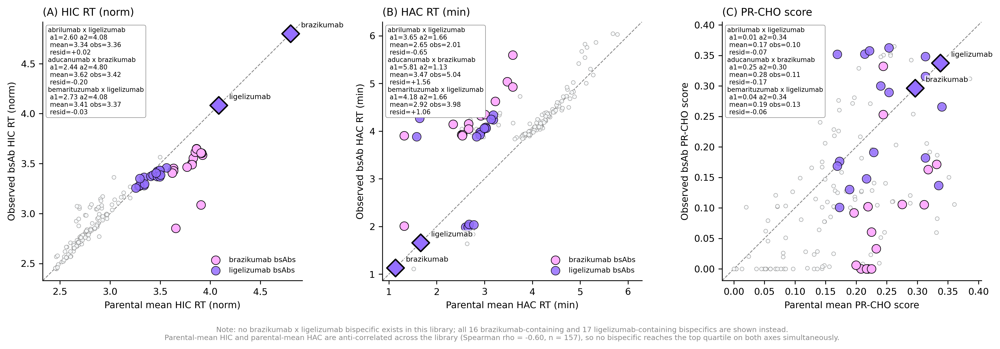 (A) HIC RT (norm)
abrilumab x ligelizumab
a1=2.60 a2=4.08
mean=3.34 obs=3.36
resid=+0.02
aducanumab x brazikumab
a1=2.44 a2=4.80
mean=3.62 obs=3.42
resid=-0.20
bemarituzumab x ligelizumab
a1=2.73 a2=4.08
mean=3.41 obs=3.37
resid=-0.03
brazikumab
ligelizumab
brazikumab bsAbs
ligelizumab bsAbs
4.5
4.0
3.5
3.0
2.5
Observed bsAb HIC RT (norm)
2.5 3.0 3.5 4.0 4.5
Parental mean HIC RT (norm)
(B) HAC RT (min)
abrilumab x ligelizumab
a1=3.65 a2=1.66
mean=2.65 obs=2.01
resid=-0.65
aducanumab x brazikumab
a1=5.81 a2=1.13
mean=3.47 obs=5.04
resid=+1.56
bemarituzumab x ligelizumab
a1=4.18 a2=1.66
mean=2.92 obs=3.98
resid=+1.06
ligelizumab
brazikumab
brazikumab bsAbs
ligelizumab bsAbs
6
5
4
3
2
1
Observed bsAb HAC RT (min)
1 2 3 4 5 6
Parental mean HAC RT (min)
(C) PR-CHO score
abrilumab x ligelizumab
a1=0.01 a2=0.34
mean=0.17 obs=0.10
resid=-0.07
aducanumab x brazikumab
a1=0.25 a2=0.30
mean=0.28 obs=0.11
resid=-0.17
bemarituzumab x ligelizumab
a1=0.04 a2=0.34
mean=0.19 obs=0.13
resid=-0.06
ligelizumab
brazikumab
0.40
0.35
0.30
0.25
0.20
0.15
0.10
0.05
0.00
Observed bsAb PR-CHO score
0.00 0.05 0.10 0.15 0.20 0.25 0.30 0.35 0.40
Parental mean PR-CHO score
Note: no brazikumab x ligelizumab bispecific exists in this library; all 16 brazikumab-containing and 17 ligelizumab-containing bispecifics are shown instead.
Parental-mean HIC and parental-mean HAC are anti-correlated across the library (Spearman rho = -0.60, n = 157), so no bispecific reaches the top quartile on both axes simultaneously.